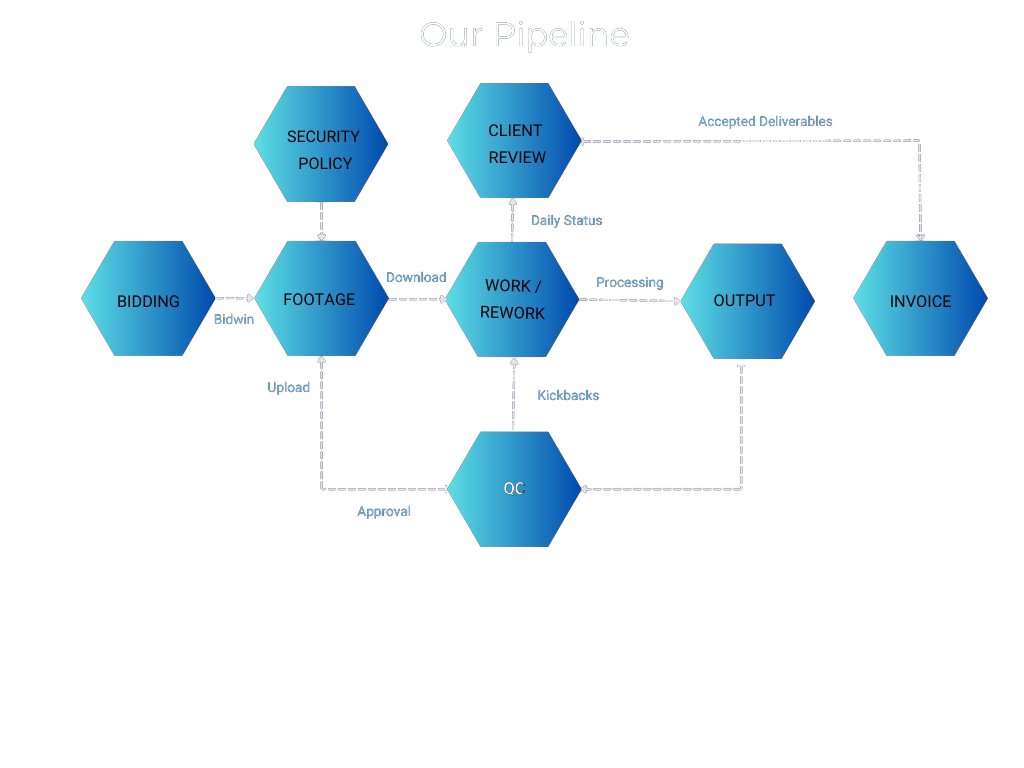 Our Pipeline
SECURITY
POLICY
CLIENT
REVIEW
Accepted Deliverables
Daily Status
BIDDING
Bidwin
FOOTAGE
Download
WORK /
REWORK
Processing
OUTPUT
INVOICE
Upload
Kickbacks
QC
Approval